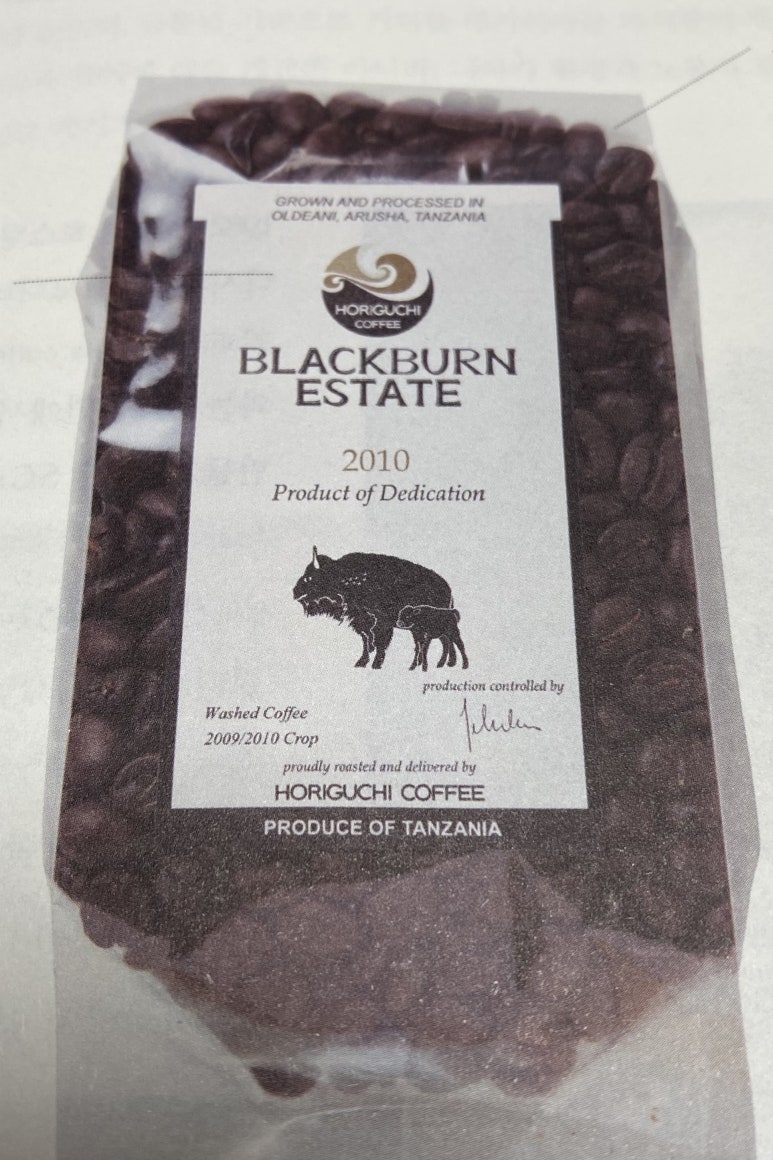 GROWN AND PROCESSED IN
OLDEANI, ARUSHA, TANZANIA
HORIGUCHI
COFFEE
BLACKBURN
ESTATE
2010
Product of Dedication
production controlled by
Washed Coffee
2009/2010 Crop
proudly roasted and delivered by
HORIGUCHI COFFEE
PRODUCE OF TANZANIA